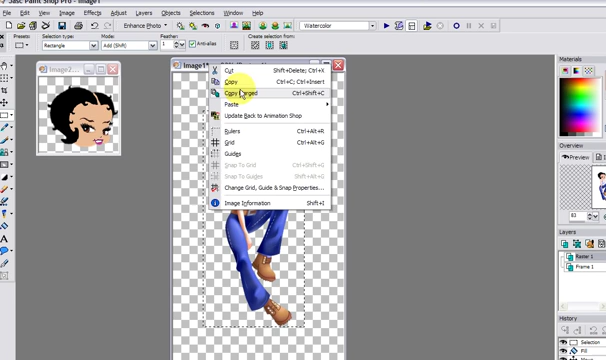 Jasc Paint Shop Pro - Image1
File Edit View Image Effects Adjust Layers Objects Selections Window Help
Enhance Photo
Watercolor
Selection type:
Mode:
Feather:
Create selection from:
Rectangle
Add (Shift)
Anti-alias
Materials
Image2...
Image1*
Cut Shift+Delete; Ctrl+X
Copy Ctrl+C; Ctrl+Insert
Copy Merged Ctrl+Shift+C
Paste
Update Back to Animation Shop
Rulers Ctrl+Alt+R
Grid Ctrl+Alt+G
Guides
Snap To Grid Ctrl+Shift+G
Snap To Guides Shift+Alt+G
Change Grid, Guide & Snap Properties...
Image Information Shift+I
Overview
Preview
Layers
Raster 1
Frame 1
History
Selection
Fill